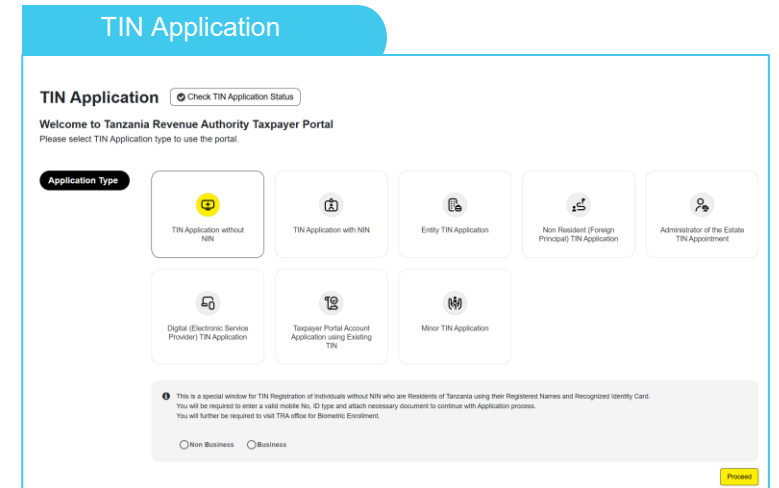 TIN Application
TIN Application
Check TIN Application Status
Welcome to Tanzania Revenue Authority Taxpayer Portal
Please select TIN Application type to use the portal.
Application Type
TIN Application without
NIN
TIN Application with NIN
Entity TIN Application
Non Resident (Foreign
Principal) TIN Application
Administrator of the Estate
TIN Appointment
Digital (Electronic Service
Provider) TIN Application
Taxpayer Portal Account
Application using Existing
TIN
Minor TIN Application
This is a special window for TIN Registration of Individuals without NIN who are Residents of Tanzania using their Registered Names and Recognized Identity Card.
You will be required to enter a valid mobile No, ID type and attach necessary document to continue with Application process.
You will further be required to visit TRA office for Biometric Enrolment.
Non Business
Business
Proceed